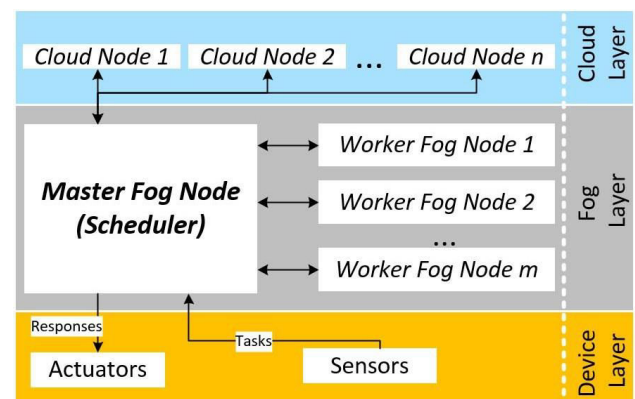 Cloud Node 1
Cloud Node 2
...
Cloud Node n
Cloud
Layer
Master Fog Node
(Scheduler)
Worker Fog Node 1
Worker Fog Node 2
...
Worker Fog Node m
Fog
Layer
Responses
Tasks
Actuators
Sensors
Device
Layer